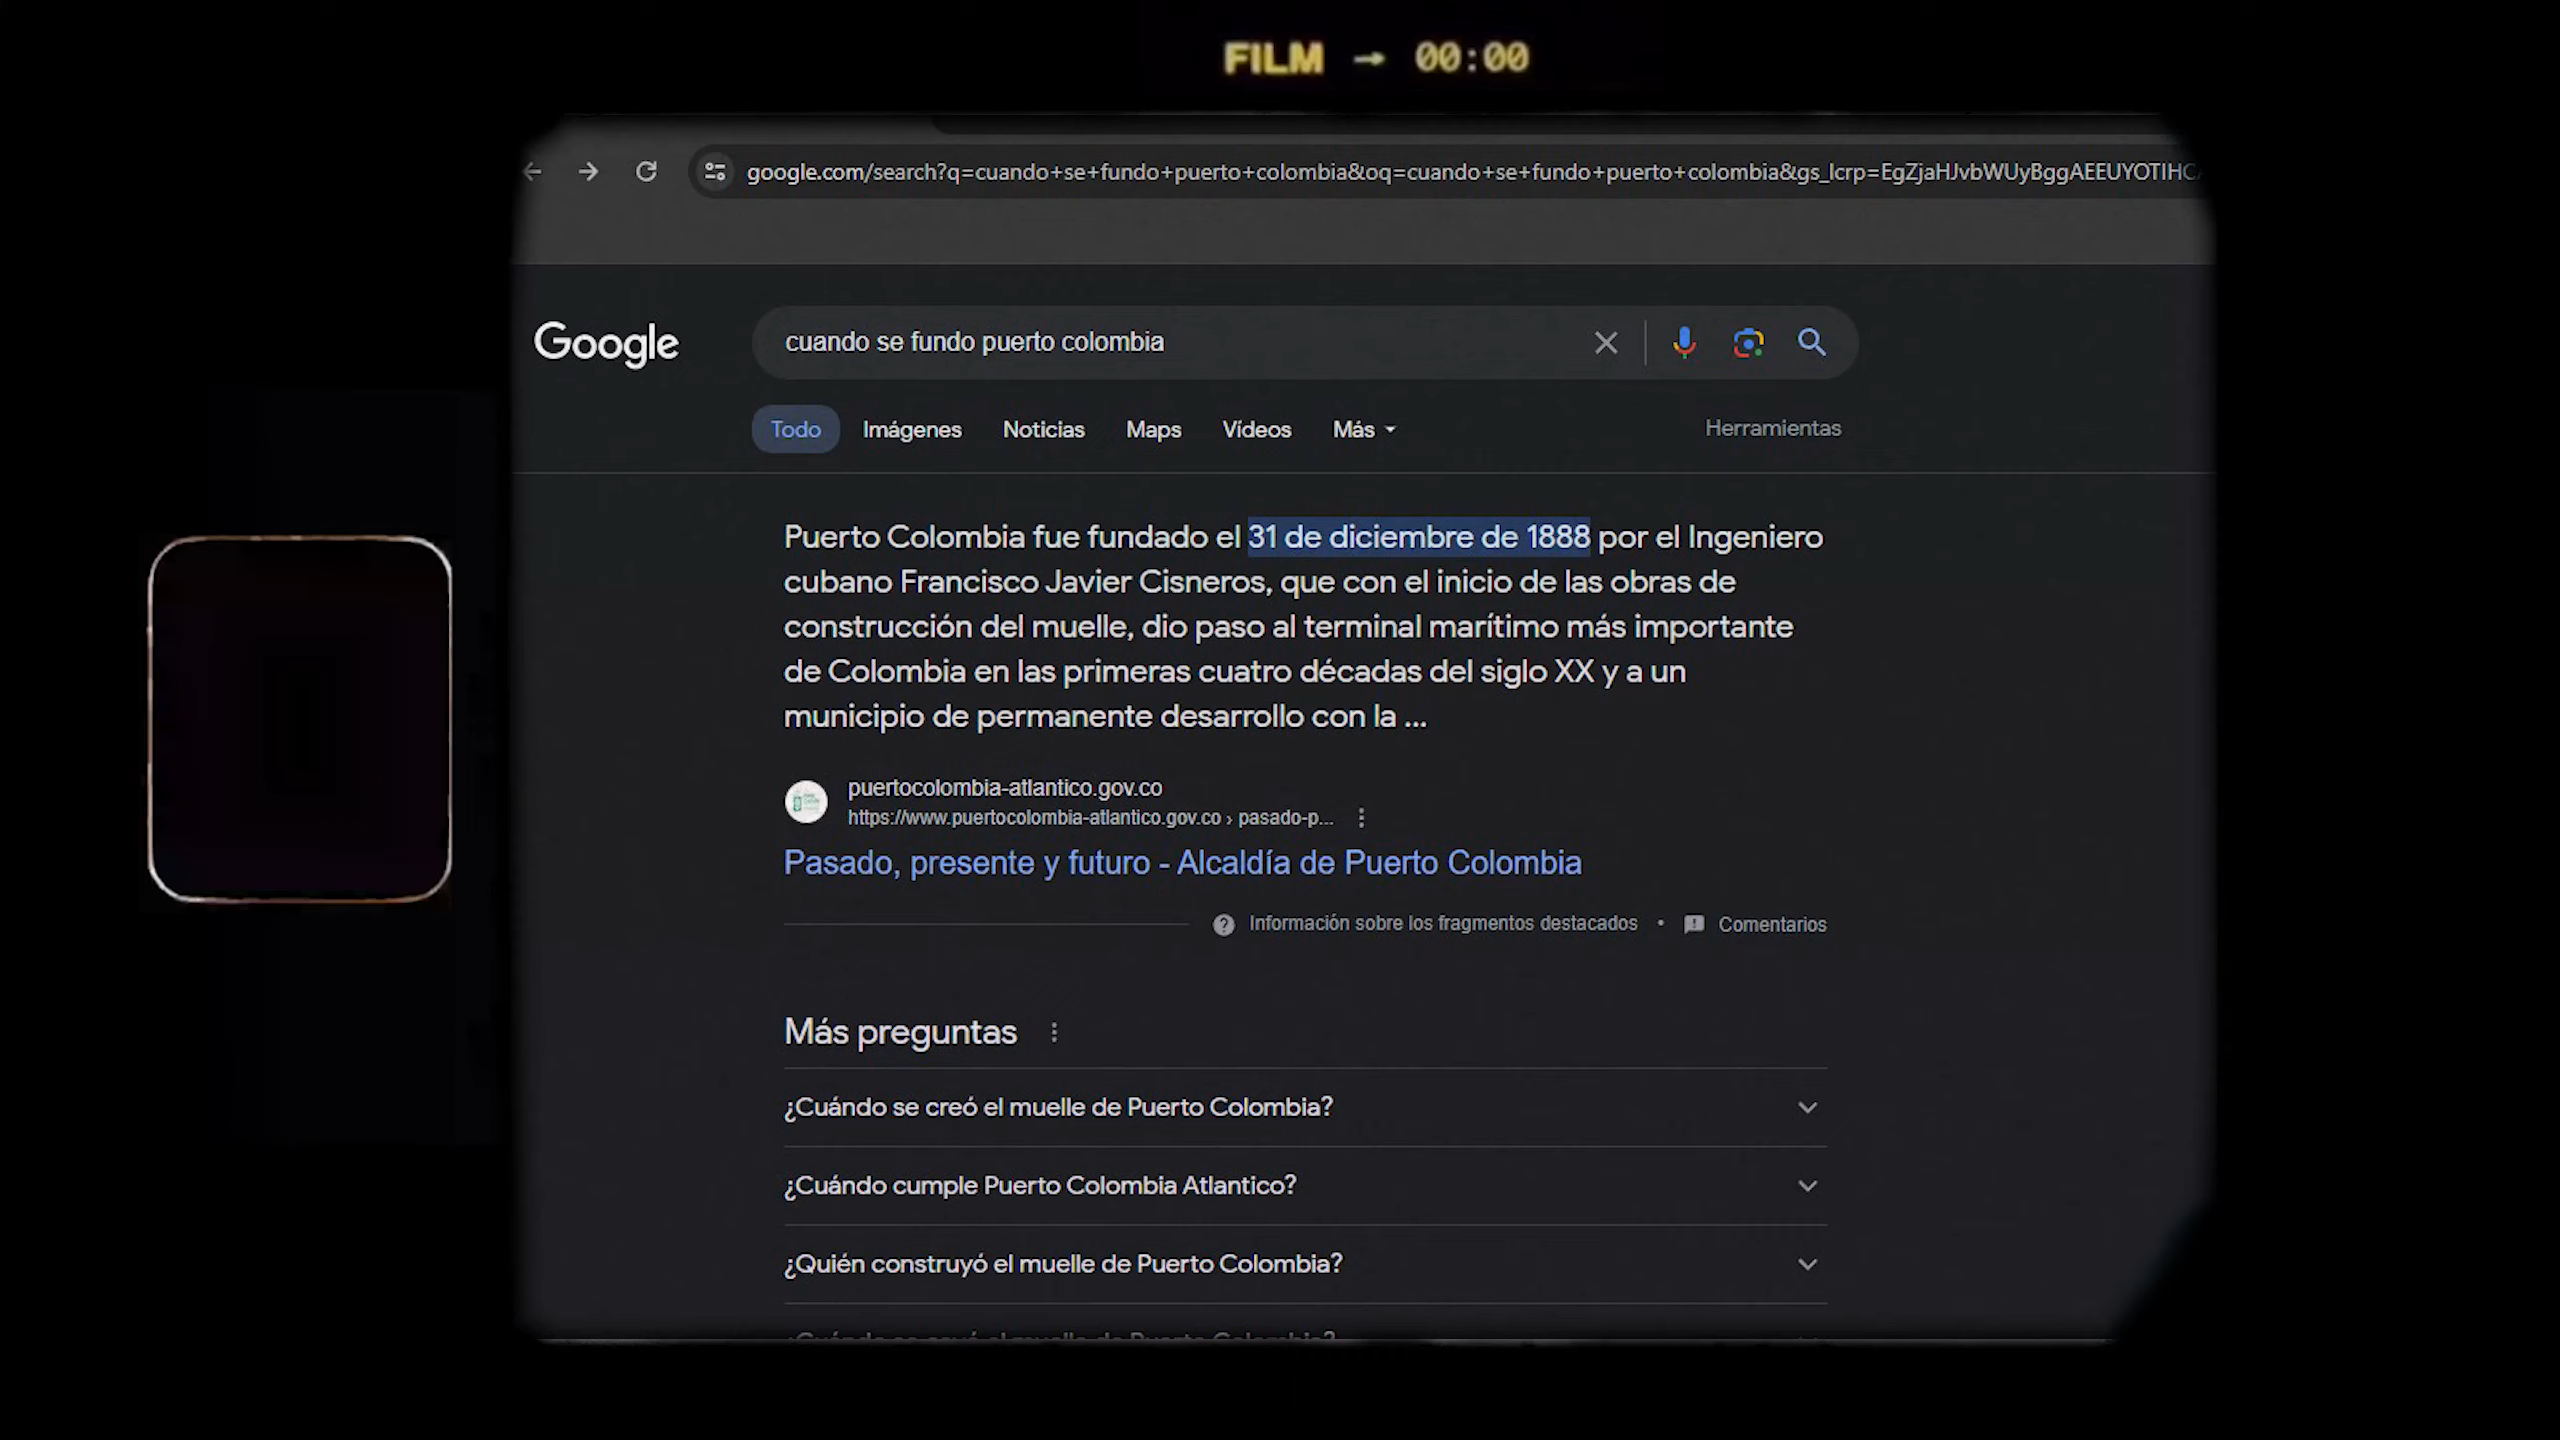 FILM → 00:00
google.com/search?q=cuando+se+fundo+puerto+colombia&oq=cuando+se+fundo+puerto+colombia&gs_lcrp=EgZjaHJvbWUyBggAEEUYOTIHC
Google
cuando se fundo puerto colombia
Todo Imágenes Noticias Maps Vídeos Más Herramientas
Puerto Colombia fue fundado el 31 de diciembre de 1888 por el Ingeniero
cubano Francisco Javier Cisneros, que con el inicio de las obras de
construcción del muelle, dio paso al terminal marítimo más importante
de Colombia en las primeras cuatro décadas del siglo XX y a un
municipio de permanente desarrollo con la ...
puertocolombia-atlantico.gov.co
https://www.puertocolombia-atlantico.gov.co › pasado-p...
Pasado, presente y futuro - Alcaldía de Puerto Colombia
Información sobre los fragmentos destacados • Comentarios
Más preguntas
¿Cuándo se creó el muelle de Puerto Colombia?
¿Cuándo cumple Puerto Colombia Atlantico?
¿Quién construyó el muelle de Puerto Colombia?